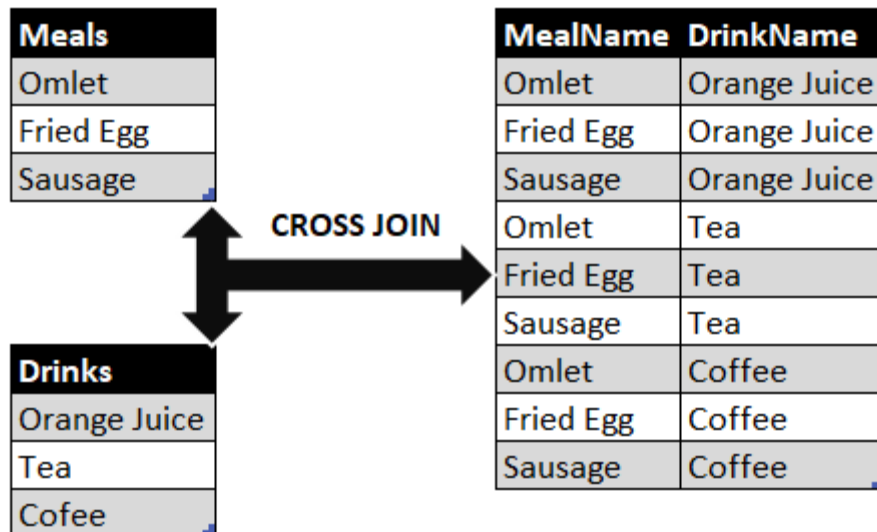 Meals
Omlet
Fried Egg
Sausage
CROSS JOIN
Drinks
Orange Juice
Tea
Cofee
MealName DrinkName
Omlet Orange Juice
Fried Egg Orange Juice
Sausage Orange Juice
Omlet Tea
Fried Egg Tea
Sausage Tea
Omlet Coffee
Fried Egg Coffee
Sausage Coffee